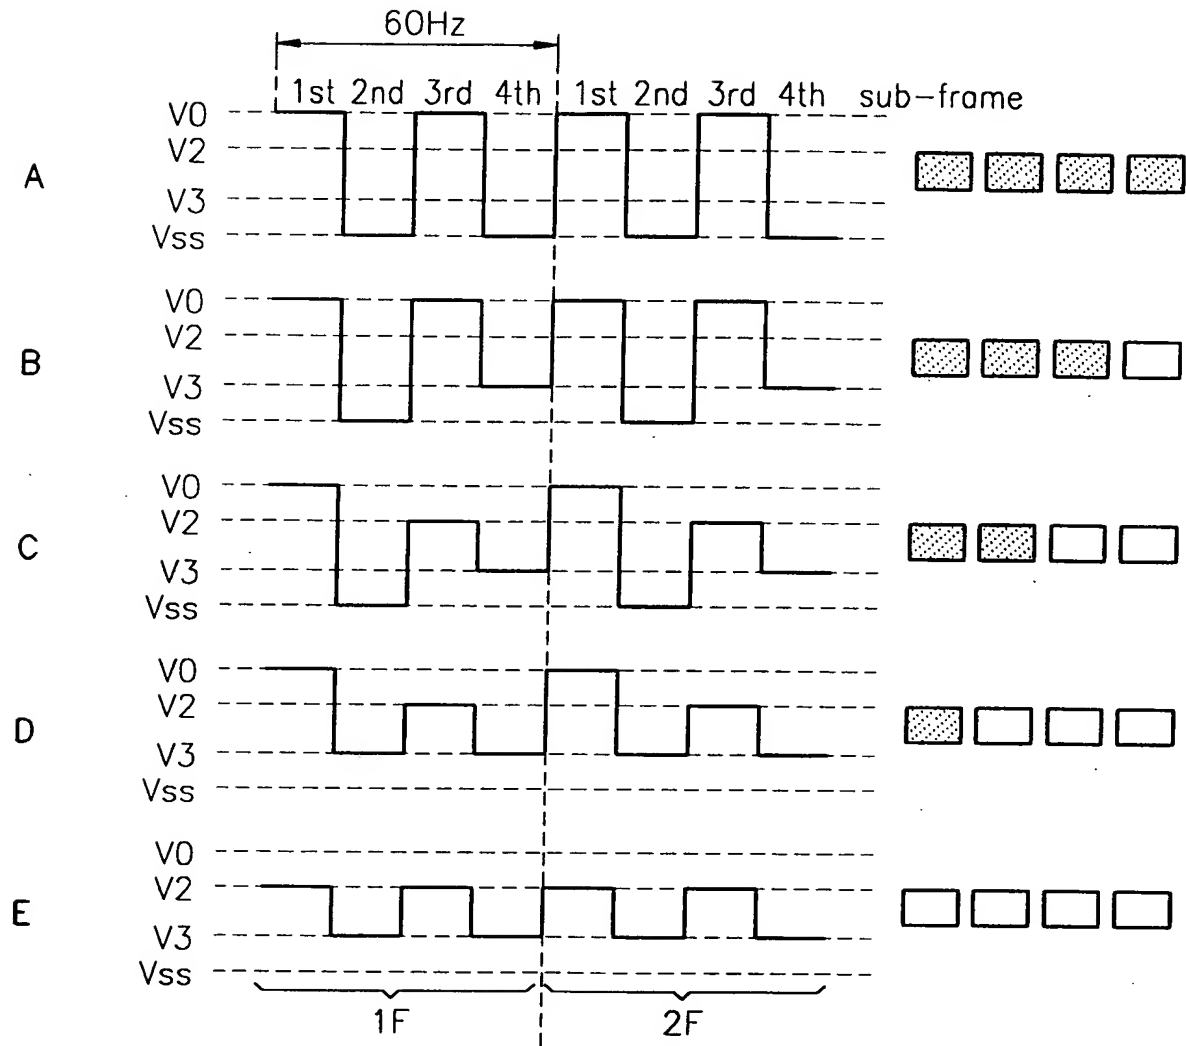 60Hz
1st 2nd 3rd 4th 1st 2nd 3rd 4th sub-frame
V0
V2
A
V3
Vss
V0
V2
B
V3
Vss
V0
V2
C
V3
Vss
V0
V2
D
V3
Vss
V0
V2
E
V3
Vss
1F 2F